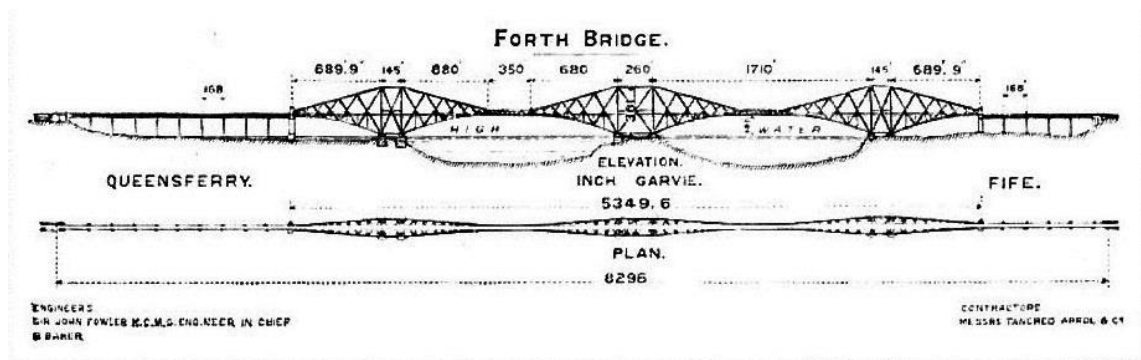 FORTH BRIDGE.
689'.9" 145' 680' 350' 680' 260' 1710' 145' 689'.9"
168 168
HIGH WATER
ELEVATION.
QUEENSFERRY. INCH GARVIE. FIFE.
5349.6
PLAN.
8296
ENGINEERS CONTRACTORS
SIR JOHN FOWLER K.C.M.G. ENGINEER IN CHIEF MESSRS TANCRED ARROL & Cº
B BAKER